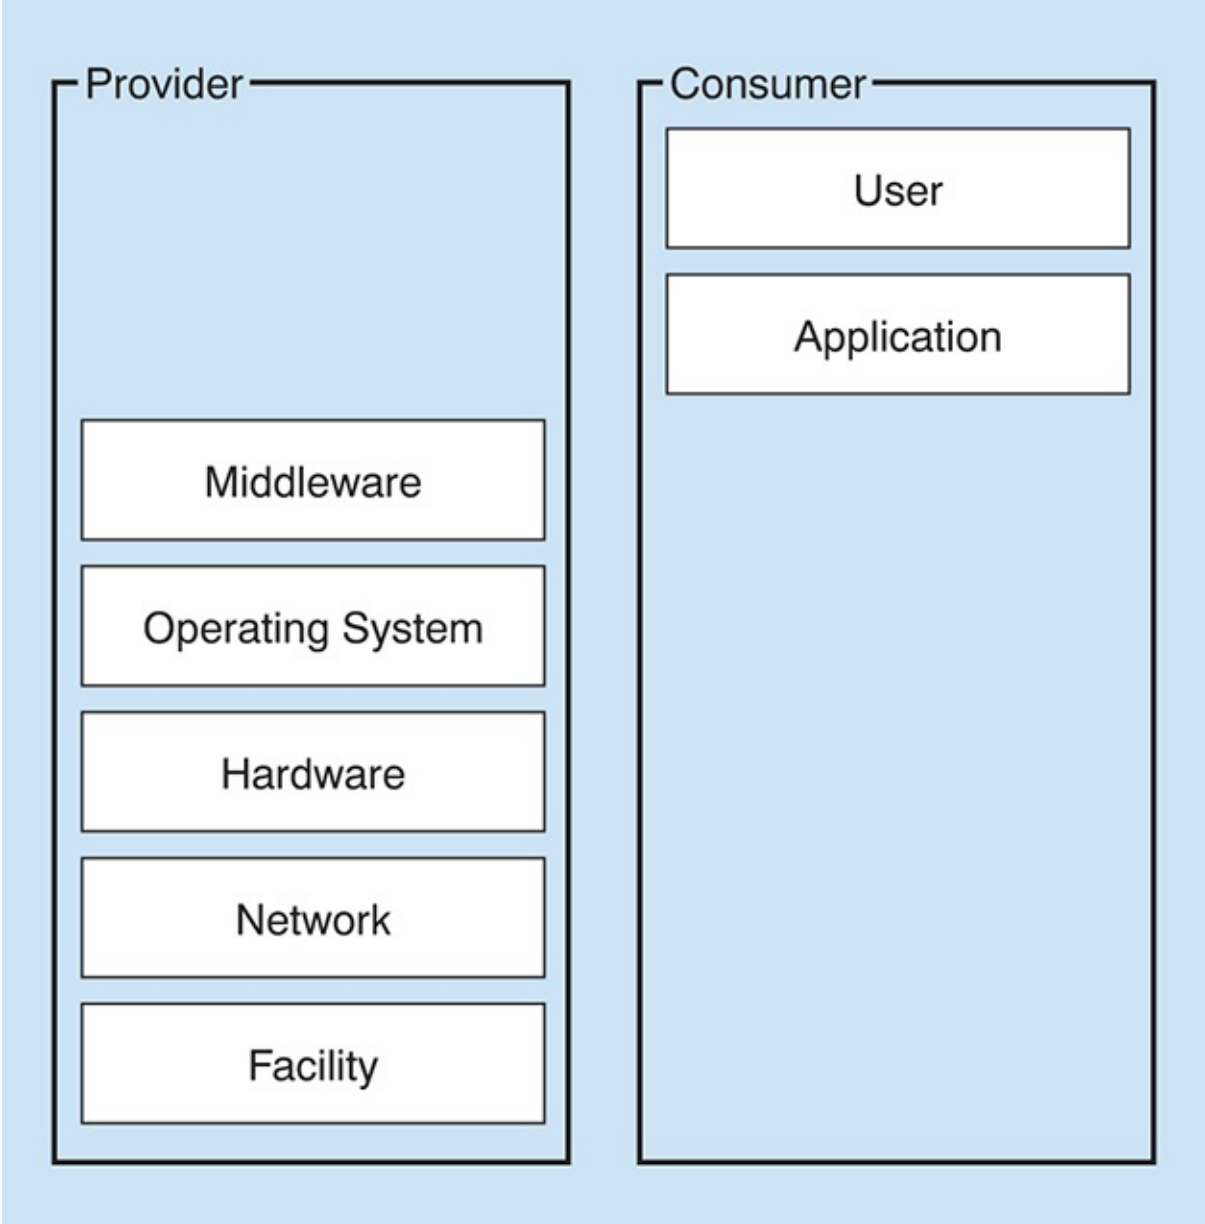 Provider
Middleware
Operating System
Hardware
Network
Facility
Consumer
User
Application